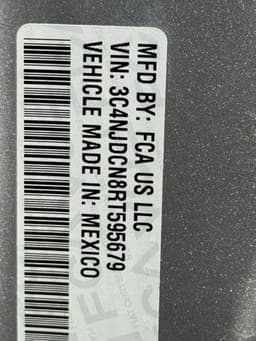 MFD BY: FCA US LLC
VIN: 3C4NJDCN8RT595679
VEHICLE MADE IN: MEXICO